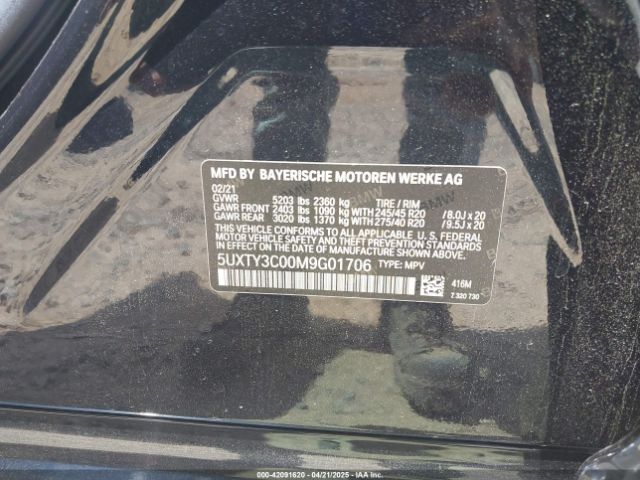 MFD BY BAYERISCHE MOTOREN WERKE AG
02/21
GVWR 5203 lbs 2360 kg TIRE / RIM
GAWR FRONT 2403 lbs 1090 kg WITH 245/45 R20 /8.0J x 20
GAWR REAR 3020 lbs 1370 kg WITH 275/40 R20 /9.5J x 20
THIS VEHICLE CONFORMS TO ALL APPLICABLE U. S. FEDERAL
MOTOR VEHICLE SAFETY, BUMPER, AND THEFT PREVENTION
STANDARDS IN EFFECT ON THE DATE OF MANUFACTURE SHOWN ABOVE.
5UXTY3C00M9G01706 TYPE: MPV
416M
7 320 730
000-42091620 - 04/21/2025 - IAAI.COM